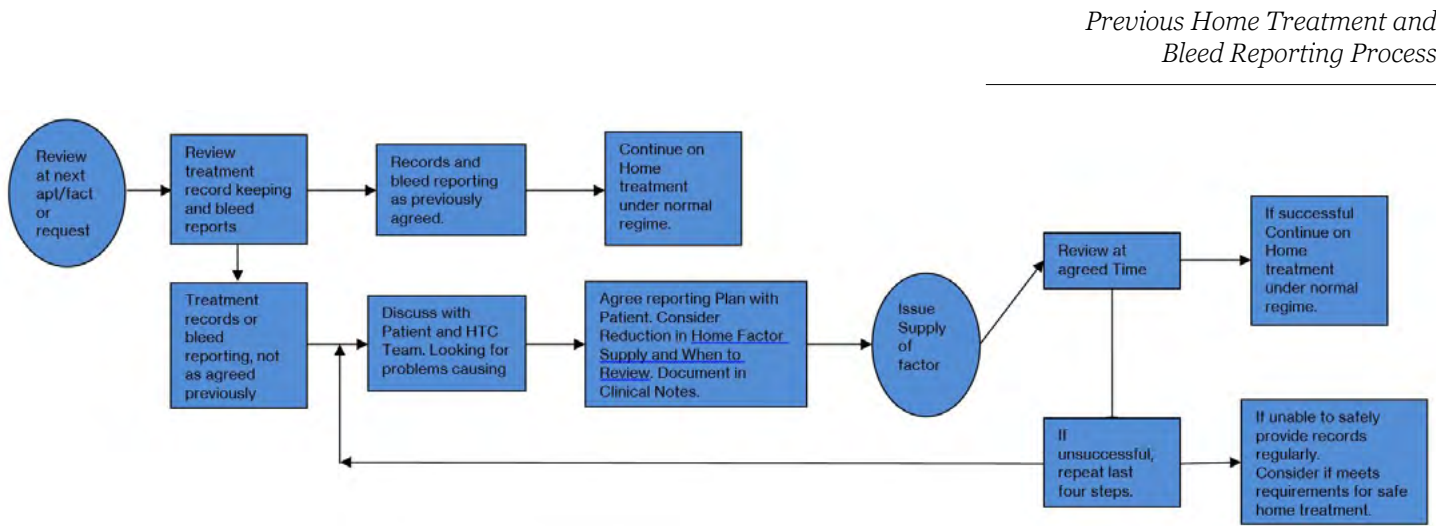 Previous Home Treatment and
Bleed Reporting Process
Review
at next
apt/fact
or
request
Review
treatment
record keeping
and bleed
reports
Records and
bleed reporting
as previously
agreed.
Continue on
Home
treatment
under normal
regime.
Treatment
records or
bleed
reporting, not
as agreed
previously
Discuss with
Patient and HTC
Team. Looking for
problems causing
Agree reporting Plan with
Patient. Consider
Reduction in Home Factor
Supply and When to
Review. Document in
Clinical Notes.
Issue
Supply
of
factor
Review at
agreed Time
If successful
Continue on
Home
treatment
under normal
regime.
If
unsuccessful,
repeat last
four steps.
If unable to safely
provide records
regularly.
Consider if meets
requirements for safe
home treatment.